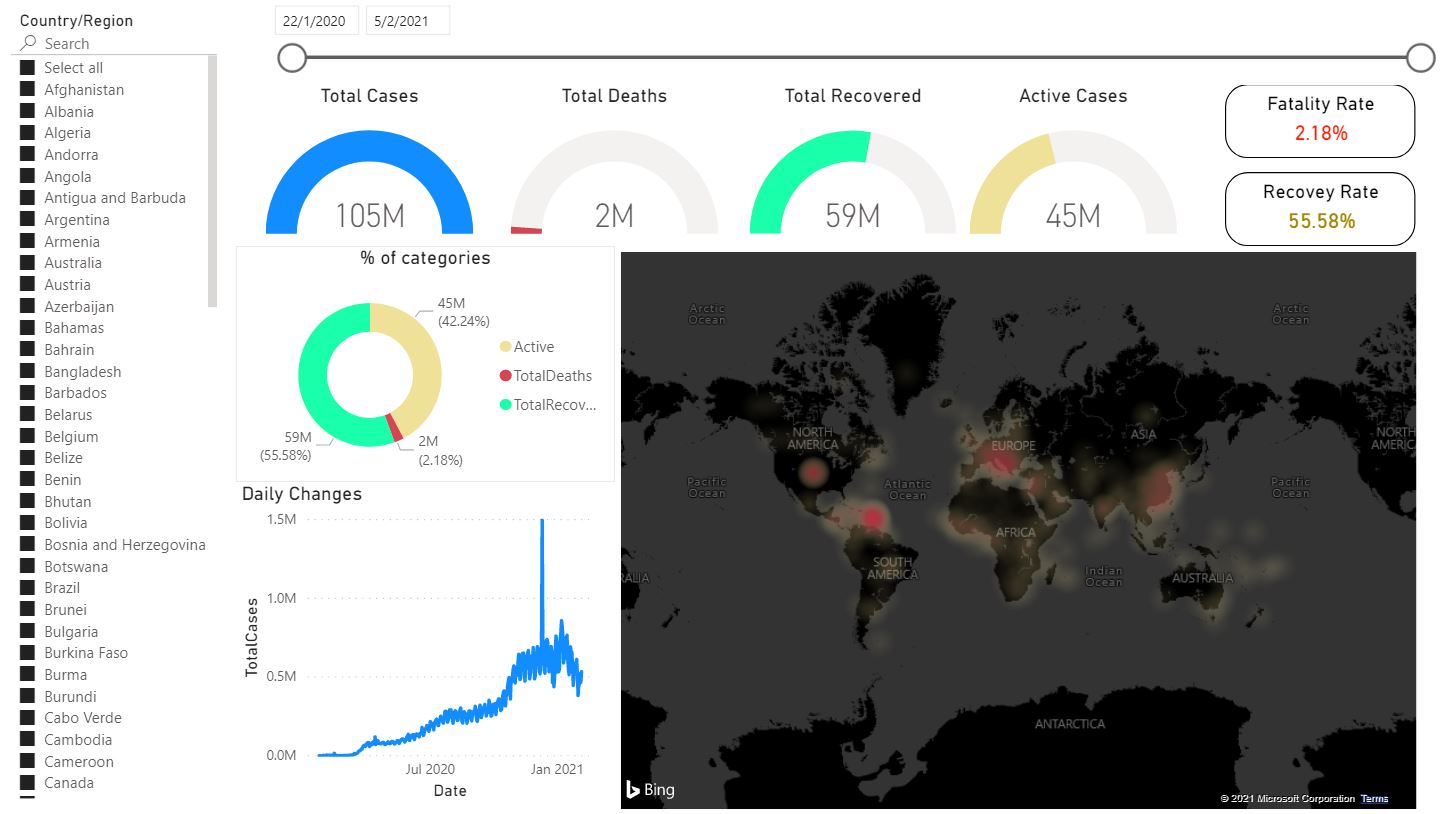 Country/Region
Search
Select all
Afghanistan
Albania
Algeria
Andorra
Angola
Antigua and Barbuda
Argentina
Armenia
Australia
Austria
Azerbaijan
Bahamas
Bahrain
Bangladesh
Barbados
Belarus
Belgium
Belize
Benin
Bhutan
Bolivia
Bosnia and Herzegovina
Botswana
Brazil
Brunei
Bulgaria
Burkina Faso
Burma
Burundi
Cabo Verde
Cambodia
Cameroon
Canada
22/1/2020 5/2/2021
Total Cases
105M
Total Deaths
2M
Total Recovered
59M
Active Cases
45M
Fatality Rate
2.18%
Recovey Rate
55.58%
% of categories
45M
(42.24%)
59M
(55.58%)
2M
(2.18%)
Active
TotalDeaths
TotalRecov...
Daily Changes
TotalCases
1.5M
1.0M
0.5M
0.0M
Jul 2020 Jan 2021
Date
Arctic
Ocean
Arctic
Ocean
NORTH
AMERICA
EUROPE
ASIA
NORTH
AMERICA
Pacific
Ocean
Atlantic
Ocean
Pacific
Ocean
AFRICA
SOUTH
AMERICA
Indian
Ocean
RALIA
AUSTRALIA
ANTARCTICA
Bing
© 2021 Microsoft Corporation Terms